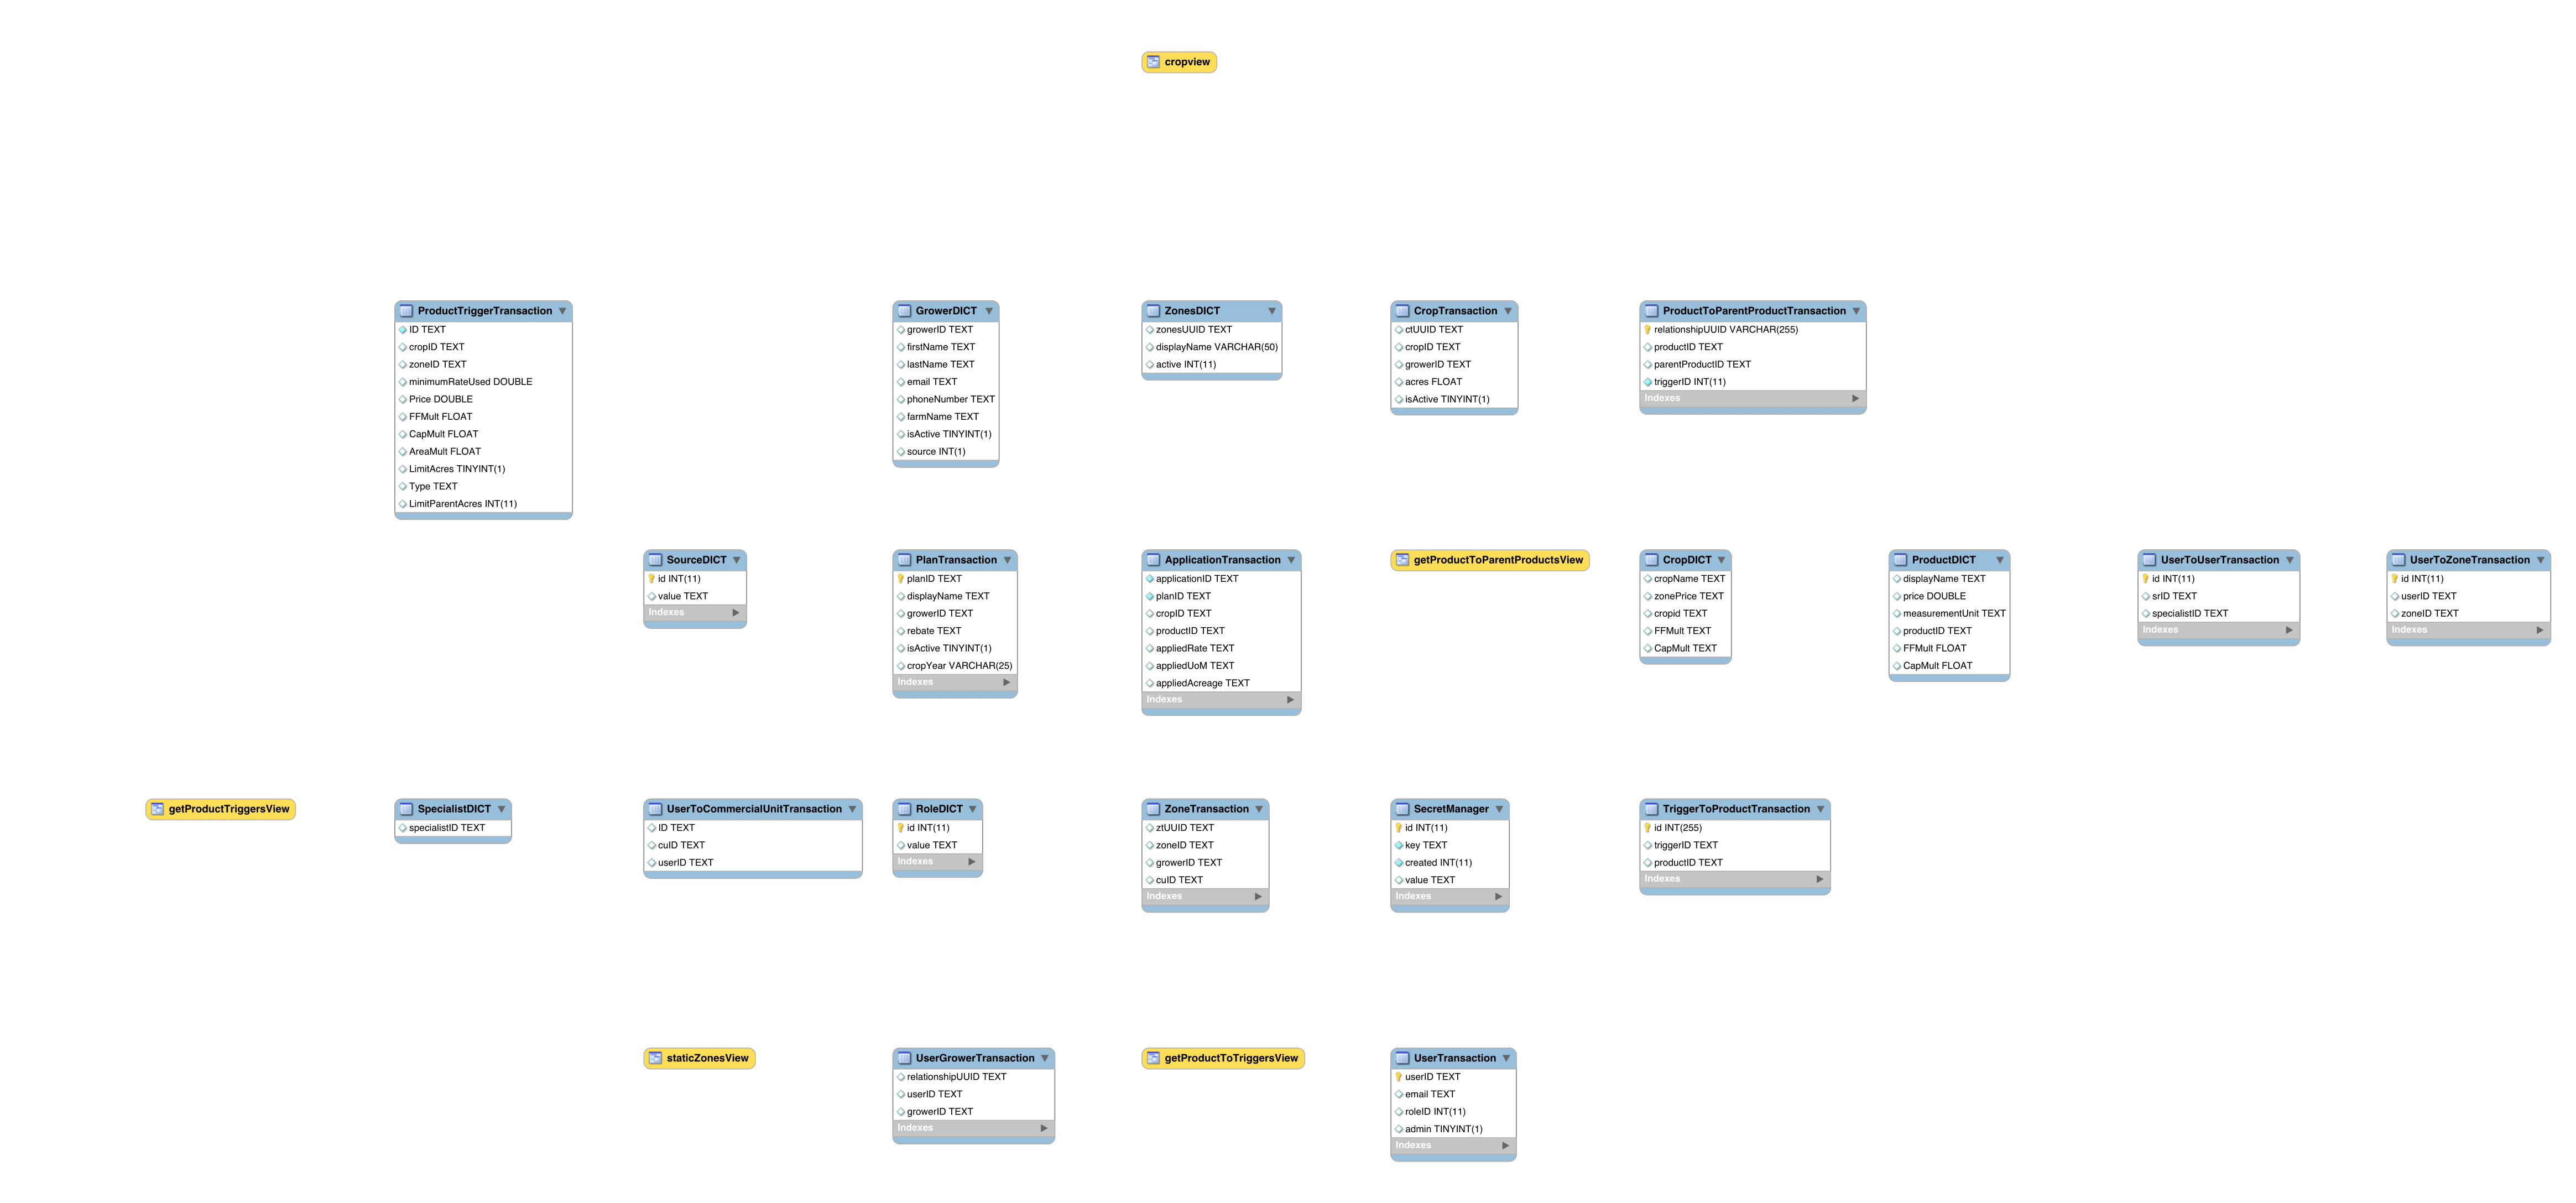 cropview
ProductTriggerTransaction
ID TEXT
cropID TEXT
zoneID TEXT
minimumRateUsed DOUBLE
Price DOUBLE
FFMult FLOAT
CapMult FLOAT
AreaMult FLOAT
LimitAcres TINYINT(1)
Type TEXT
LimitParentAcres INT(11)
GrowerDICT
growerID TEXT
firstName TEXT
lastName TEXT
email TEXT
phoneNumber TEXT
farmName TEXT
isActive TINYINT(1)
source INT(1)
ZonesDICT
zonesUUID TEXT
displayName VARCHAR(50)
active INT(11)
CropTransaction
ctUUID TEXT
cropID TEXT
growerID TEXT
acres FLOAT
isActive TINYINT(1)
ProductToParentProductTransaction
relationshipUUID VARCHAR(255)
productID TEXT
parentProductID TEXT
triggerID INT(11)
Indexes
SourceDICT
id INT(11)
value TEXT
Indexes
PlanTransaction
planID TEXT
displayName TEXT
growerID TEXT
rebate TEXT
isActive TINYINT(1)
cropYear VARCHAR(25)
Indexes
ApplicationTransaction
applicationID TEXT
planID TEXT
cropID TEXT
productID TEXT
appliedRate TEXT
appliedUoM TEXT
appliedAcreage TEXT
Indexes
getProductToParentProductsView
CropDICT
cropName TEXT
zonePrice TEXT
cropid TEXT
FFMult TEXT
CapMult TEXT
ProductDICT
displayName TEXT
price DOUBLE
measurementUnit TEXT
productID TEXT
FFMult FLOAT
CapMult FLOAT
UserToUserTransaction
id INT(11)
srID TEXT
specialistID TEXT
Indexes
UserToZoneTransaction
id INT(11)
userID TEXT
zoneID TEXT
Indexes
getProductTriggersView
SpecialistDICT
specialistID TEXT
UserToCommercialUnitTransaction
ID TEXT
cuID TEXT
userID TEXT
RoleDICT
id INT(11)
value TEXT
Indexes
ZoneTransaction
ztUUID TEXT
zoneID TEXT
growerID TEXT
cuID TEXT
Indexes
SecretManager
id INT(11)
key TEXT
created INT(11)
value TEXT
Indexes
TriggerToProductTransaction
id INT(255)
triggerID TEXT
productID TEXT
Indexes
staticZonesView
UserGrowerTransaction
relationshipUUID TEXT
userID TEXT
growerID TEXT
Indexes
getProductToTriggersView
UserTransaction
userID TEXT
email TEXT
roleID INT(11)
admin TINYINT(1)
Indexes